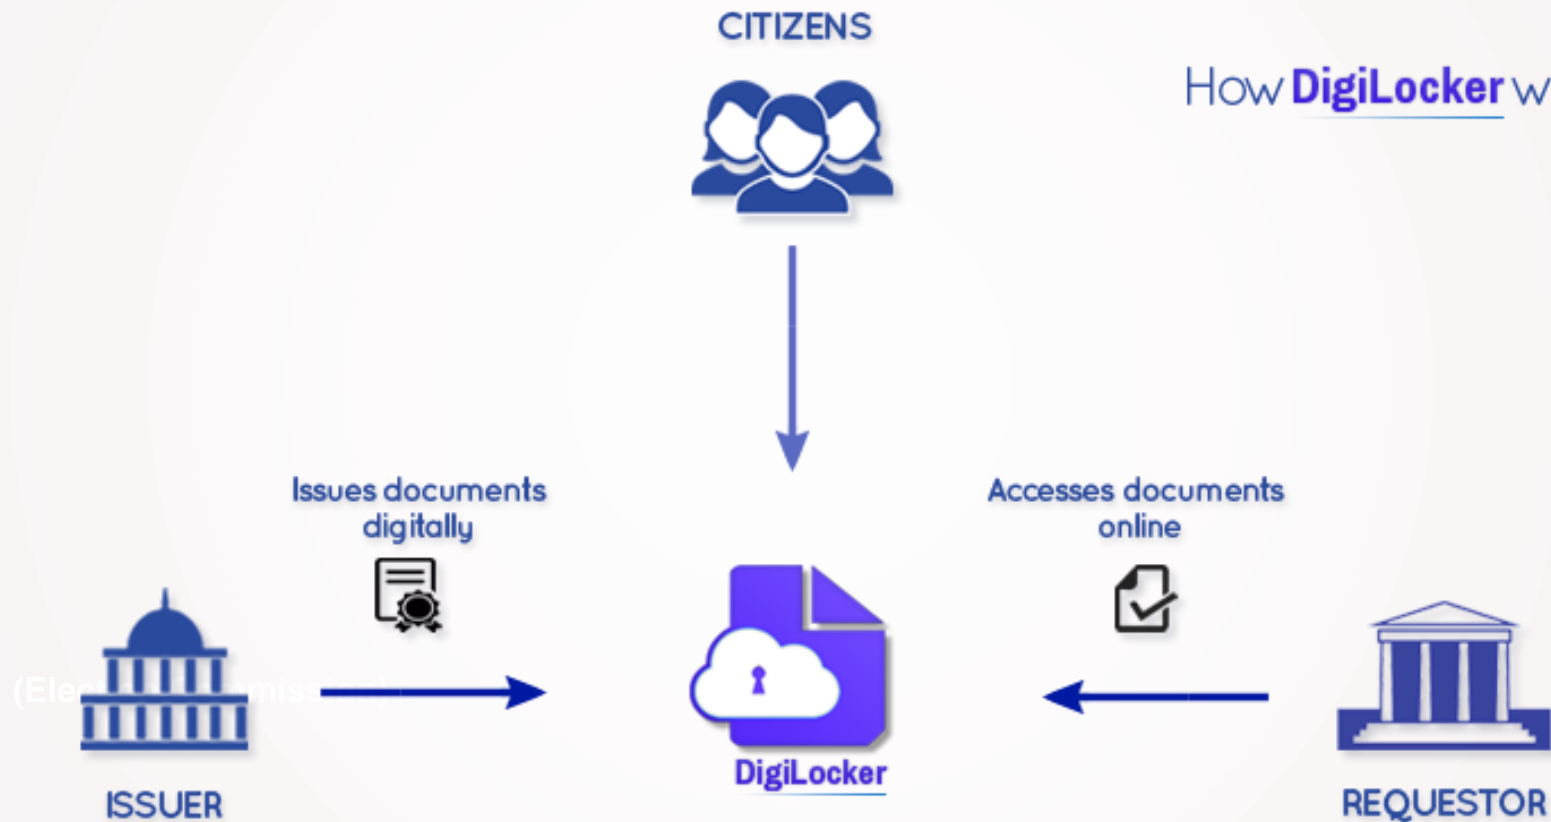 CITIZENS
How DigiLocker w
Issues documents
digitally
Accesses documents
online
DigiLocker
ISSUER
REQUESTOR